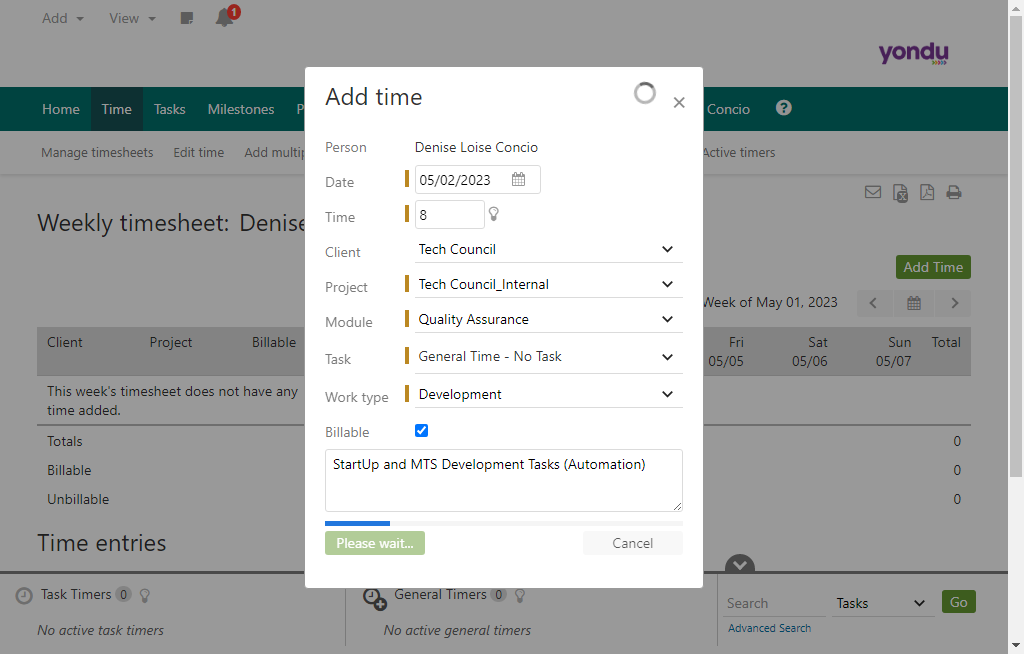 Add View 1
yondu
Home Time Tasks Milestones P Concio ?
Manage timesheets Edit time Add multip Active timers
Add time
Person Denise Loise Concio
Date 05/02/2023
Time 8
Client Tech Council
Project Tech Council_Internal
Module Quality Assurance
Task General Time - No Task
Work type Development
Billable
StartUp and MTS Development Tasks (Automation)
Please wait... Cancel
Weekly timesheet: Denise
Add Time
Week of May 01, 2023
Client Project Billable Fri Sat Sun Total
05/05 05/06 05/07
This week's timesheet does not have any
time added.
Totals 0
Billable 0
Unbillable 0
Time entries
Task Timers 0 General Timers 0
No active task timers No active general timers
Search Tasks Go
Advanced Search